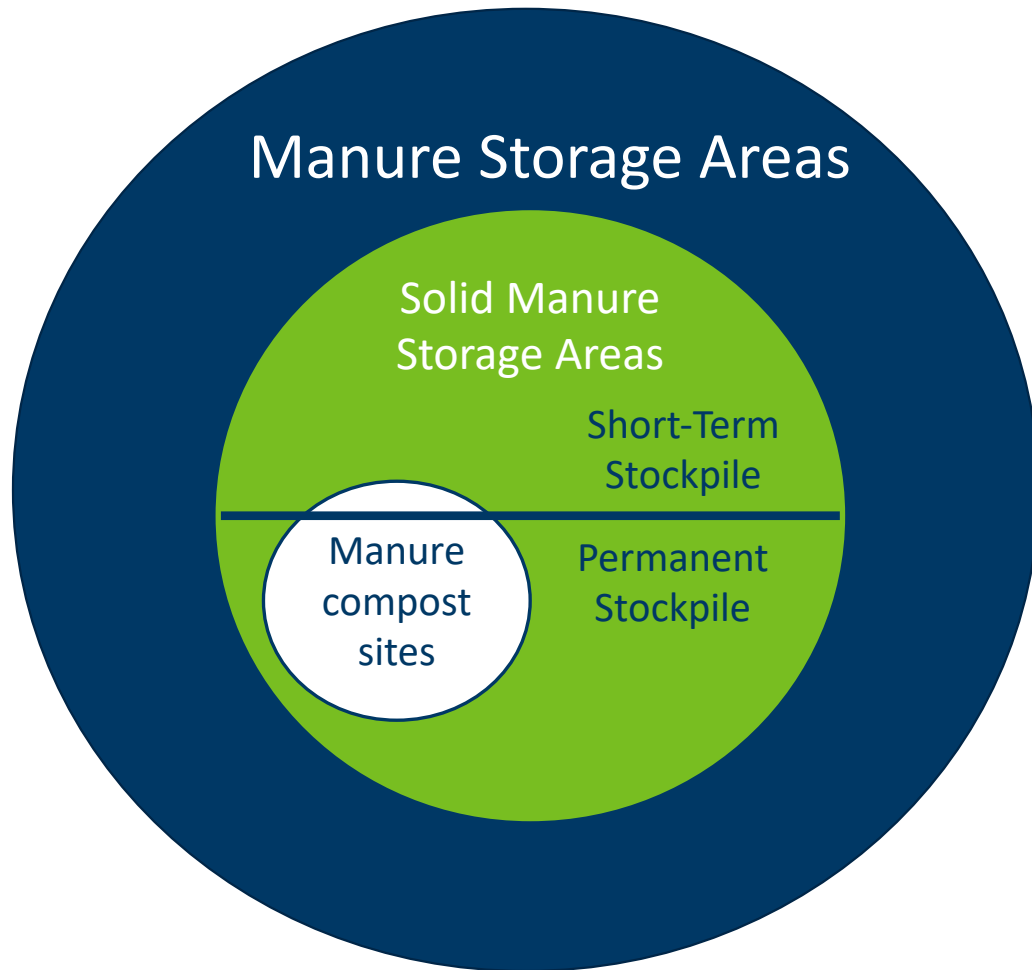 Manure Storage Areas
Solid Manure
Storage Areas
Short-Term
Stockpile
Manure
compost
sites
Permanent
Stockpile